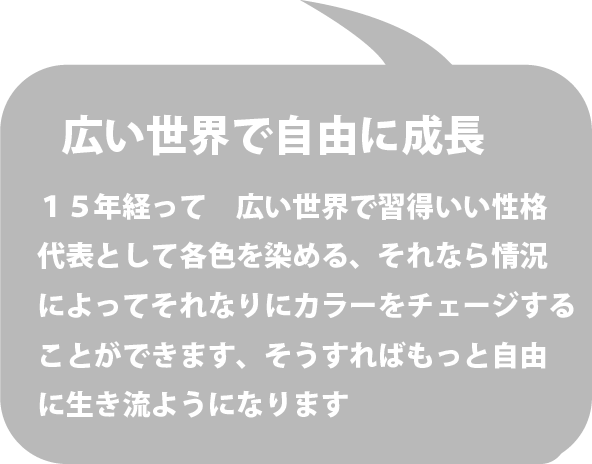 広い世界で自由に成長
１５年経って　広い世界で習得いい性格
代表として各色を染める、それなら情況
によってそれなりにカラーをチェージする
ことができます、そうすればもっと自由
に生き流ようになります